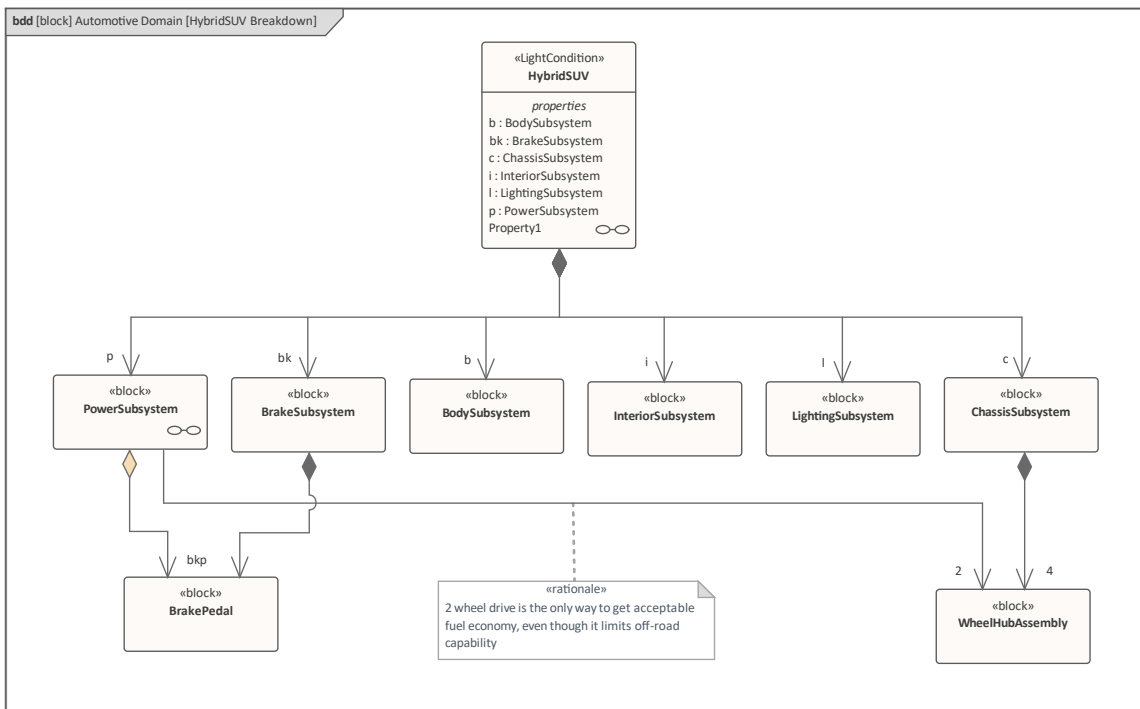 bdd [block] Automotive Domain [HybridSUV Breakdown]
«LightCondition»
HybridSUV
properties
b : BodySubsystem
bk : BrakeSubsystem
c : ChassisSubsystem
i : InteriorSubsystem
l : LightingSubsystem
p : PowerSubsystem
Property1
p
bk
b
i
l
c
«block»
PowerSubsystem
«block»
BrakeSubsystem
«block»
BodySubsystem
«block»
InteriorSubsystem
«block»
LightingSubsystem
«block»
ChassisSubsystem
bkp
2
4
«block»
BrakePedal
«rationale»
2 wheel drive is the only way to get acceptable
fuel economy, even though it limits off-road
capability
«block»
WheelHubAssembly